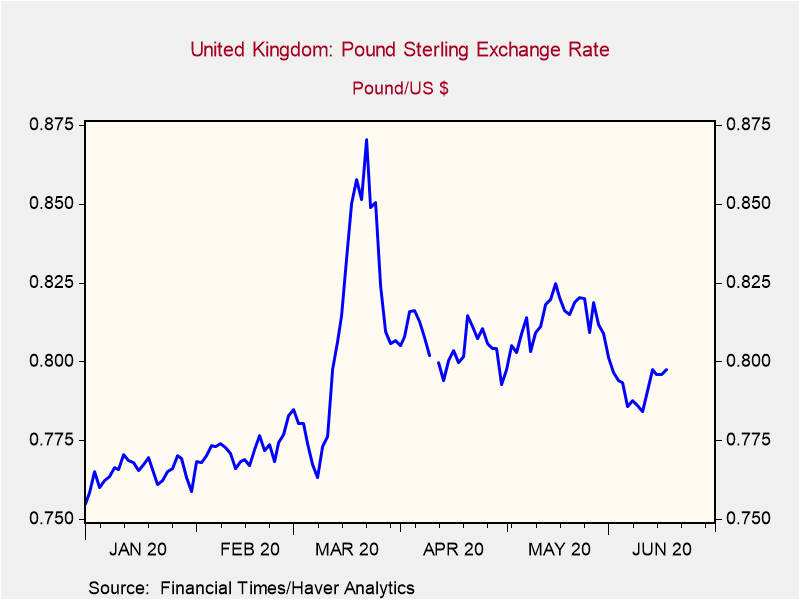 United Kingdom: Pound Sterling Exchange Rate
Pound/US $
0.875 0.875
0.850 0.850
0.825 0.825
0.800 0.800
0.775 0.775
0.750 0.750
JAN 20 FEB 20 MAR 20 APR 20 MAY 20 JUN 20
Source: Financial Times/Haver Analytics